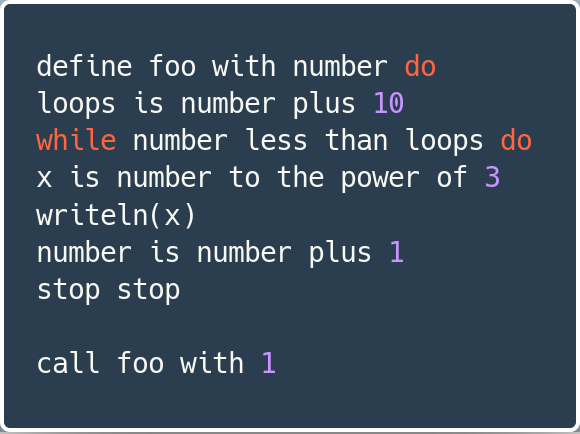 define foo with number do
loops is number plus 10
while number less than loops do
x is number to the power of 3
writeln(x)
number is number plus 1
stop stop
call foo with 1